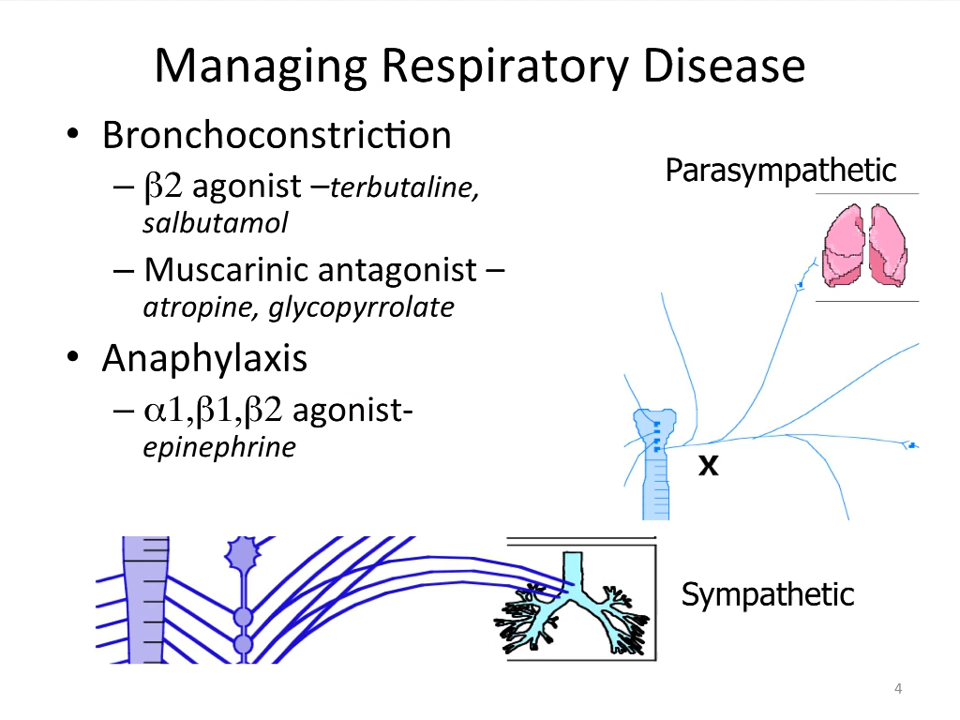 Managing Respiratory Disease
• Bronchoconstriction
– β2 agonist –terbutaline,
salbutamol
– Muscarinic antagonist –
atropine, glycopyrrolate
• Anaphylaxis
– α1,β1,β2 agonist-
epinephrine
Parasympathetic
X
Sympathetic
4